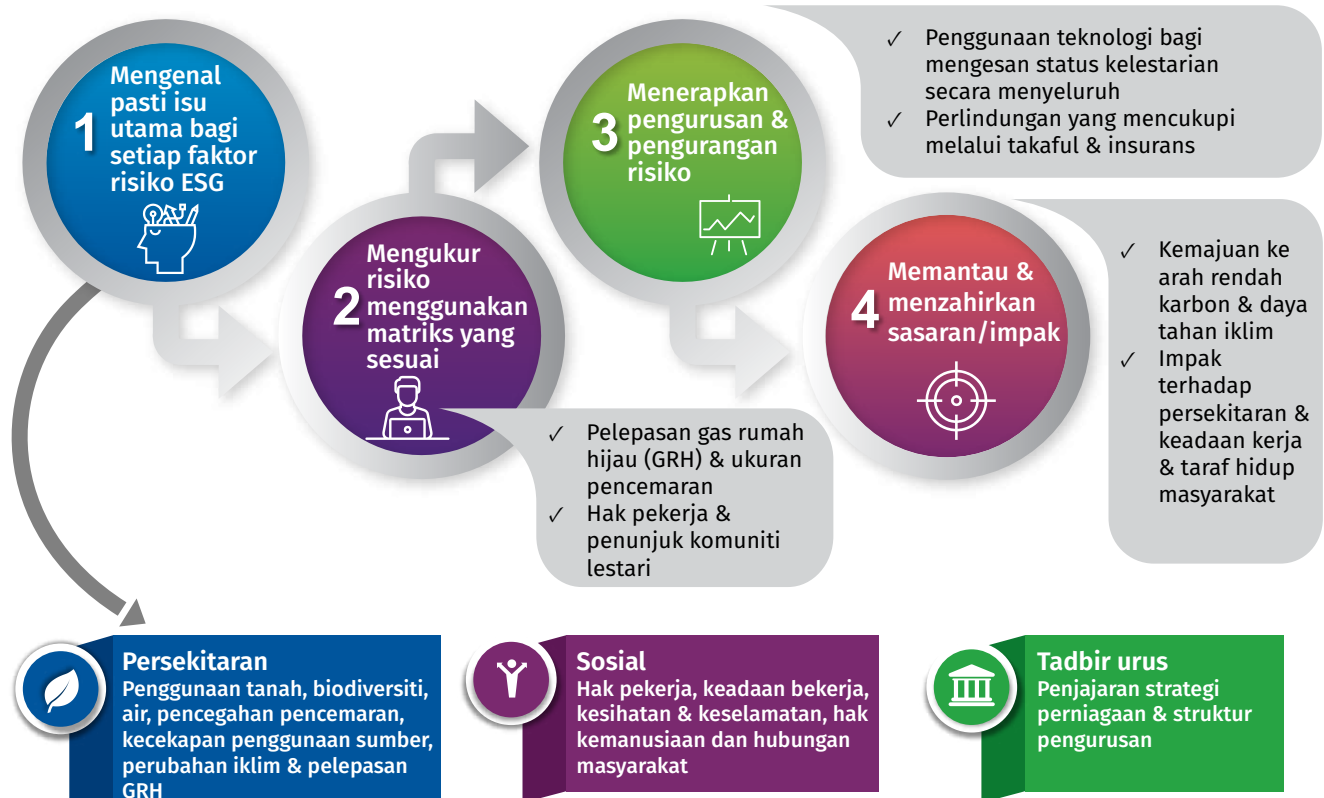 1
Mengenal
pasti isu
utama bagi
setiap faktor
risiko ESG
2
Mengukur
risiko
menggunakan
matriks yang
sesuai
✓ Pelepasan gas rumah
hijau (GRH) & ukuran
pencemaran
✓ Hak pekerja &
penunjuk komuniti
lestari
3
Menerapkan
pengurusan &
pengurangan
risiko
✓ Penggunaan teknologi bagi
mengesan status kelestarian
secara menyeluruh
✓ Perlindungan yang mencukupi
melalui takaful & insurans
4
Memantau &
menzahirkan
sasaran/impak
✓ Kemajuan ke
arah rendah
karbon & daya
tahan iklim
✓ Impak
terhadap
persekitaran &
keadaan kerja
& taraf hidup
masyarakat
Persekitaran
Penggunaan tanah, biodiversiti,
air, pencegahan pencemaran,
kecekapan penggunaan sumber,
perubahan iklim & pelepasan
GRH
Sosial
Hak pekerja, keadaan bekerja,
kesihatan & keselamatan, hak
kemanusiaan dan hubungan
masyarakat
Tadbir urus
Penjajaran strategi
perniagaan & struktur
pengurusan